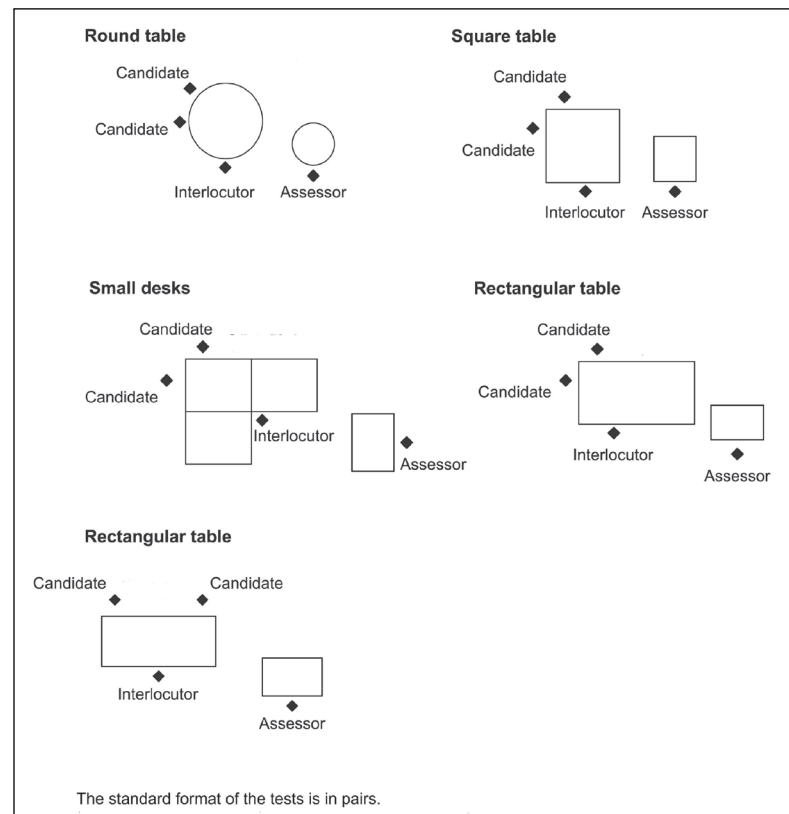 Round table
Candidate
Candidate
Interlocutor
Assessor
Square table
Candidate
Candidate
Interlocutor
Assessor
Small desks
Candidate
Candidate
Interlocutor
Assessor
Rectangular table
Candidate
Candidate
Interlocutor
Assessor
Rectangular table
Candidate
Candidate
Interlocutor
Assessor
The standard format of the tests is in pairs.